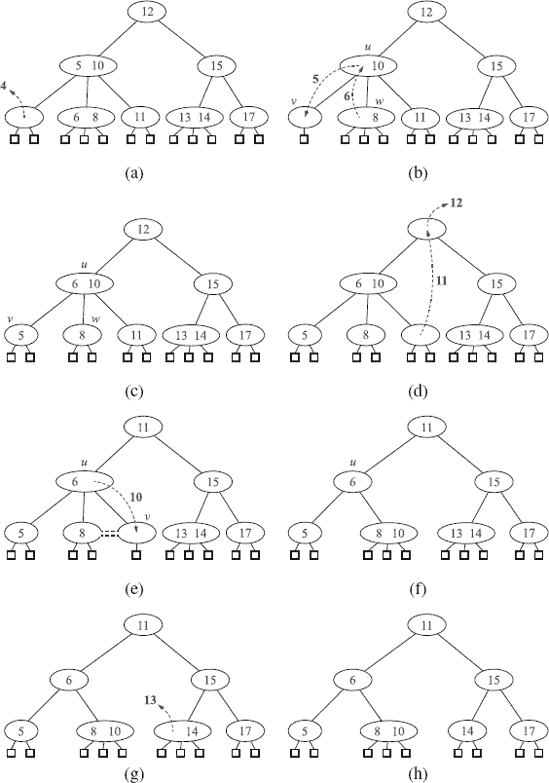 12 12
u
5 10 15 10 15
4 5 6
v w
6 8 11 13 14 17 8 11 13 14 17
(a) (b)
12
12
u 11
6 10 15 6 10 15
v w
5 8 11 13 14 17 5 8 13 14 17
(c) (d)
11 11
u u
6 15 6 15
10
v
5 8 13 14 17 5 8 10 13 14 17
(e) (f)
11 11
6 15 6 15
13
5 8 10 14 17 5 8 10 14 17
(g) (h)